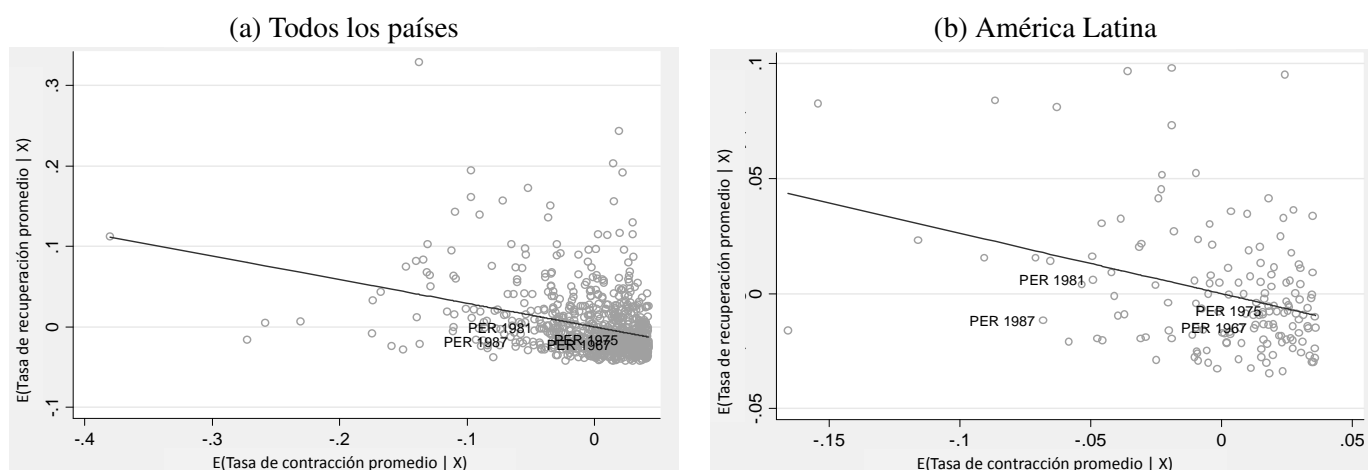 (a) Todos los países
E(Tasa de recuperación promedio | X)
.3
.2
.1
0
-.1
PER 1981
PER 1987
PER 1975
PER 1967
-.4
-.3
-.2
-.1
0
E(Tasa de contracción promedio | X)
(b) América Latina
E(Tasa de recuperación promedio | X)
.1
.05
0
-.05
PER 1981
PER 1987
PER 1975
PER 1967
-.15
-.1
-.05
0
.05
E(Tasa de contracción promedio | X)